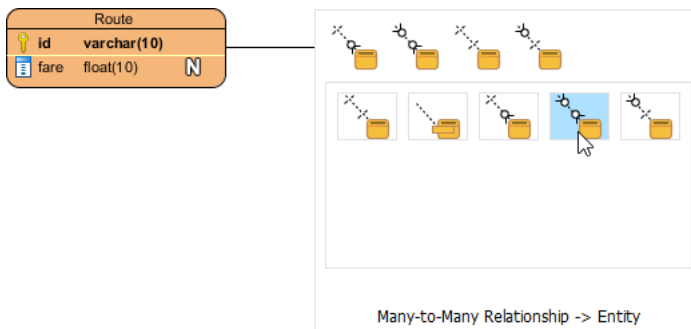 Route
id varchar(10)
fare float(10) N
Many-to-Many Relationship -> Entity